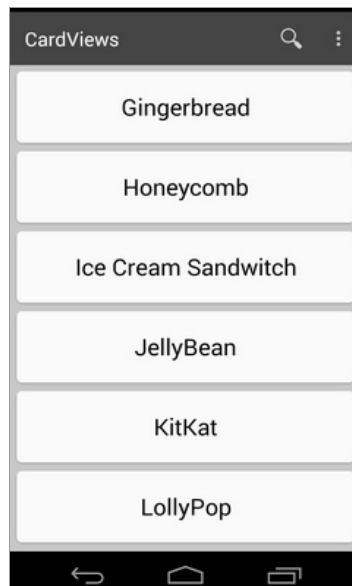 CardViews
Gingerbread
Honeycomb
Ice Cream Sandwitch
JellyBean
KitKat
LollyPop